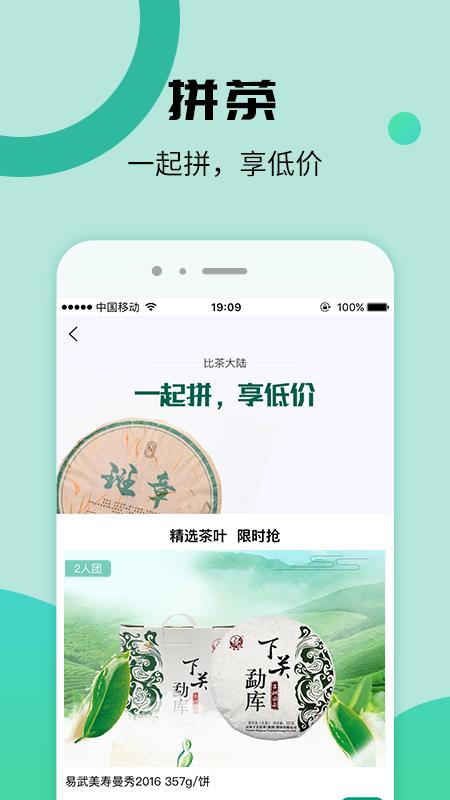 拼茶
一起拼，享低价
中国移动
19:09
100%
比茶大陆
一起拼，享低价
班章
精选茶叶 限时抢
2人团
下关
勐库
下关
勐库
易武美寿曼秀2016 357g/饼